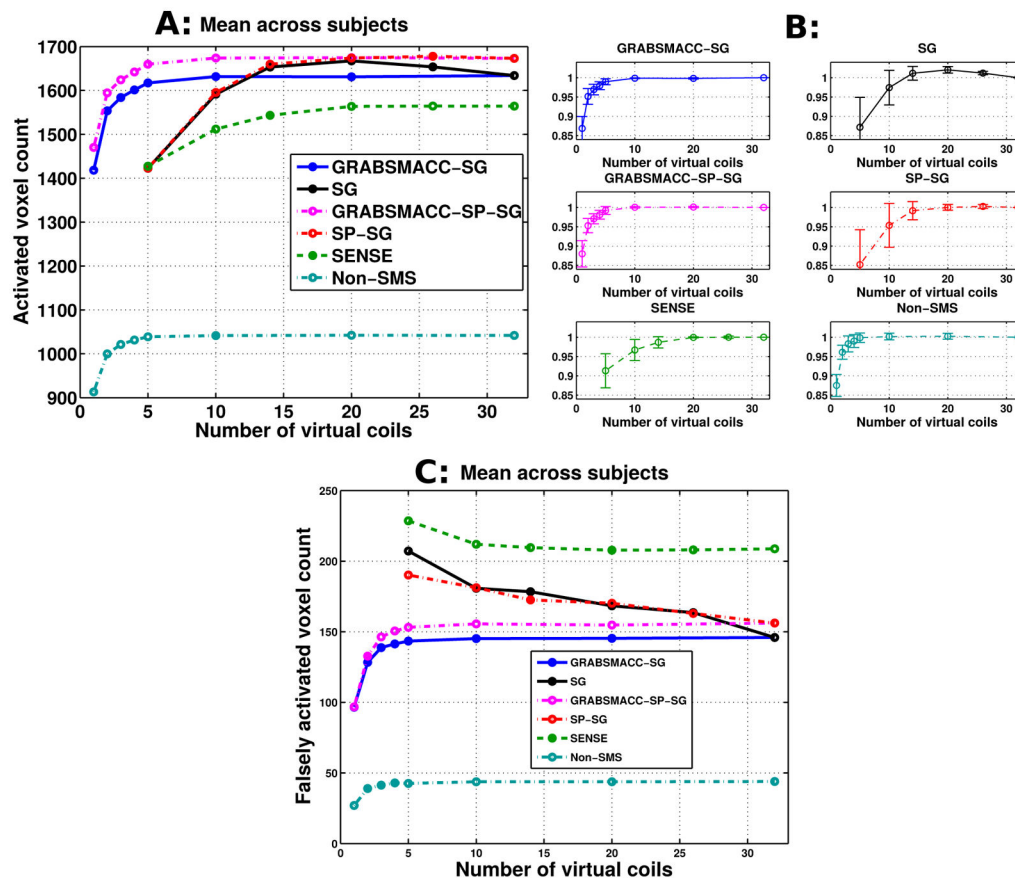 A: Mean across subjects
1700
1600
1500
1400
1300
1200
1100
1000
900
Activated voxel count
0 5 10 15 20 25 30
Number of virtual coils
GRABSMACC-SG
SG
GRABSMACC-SP-SG
SP-SG
SENSE
Non-SMS
B:
GRABSMACC-SG
1
0.95
0.9
0.85
0 10 20 30
Number of virtual coils
SG
1
0.95
0.9
0.85
0 10 20 30
Number of virtual coils
GRABSMACC-SP-SG
1
0.95
0.9
0.85
0 10 20 30
Number of virtual coils
SP-SG
1
0.95
0.9
0.85
0 10 20 30
Number of virtual coils
SENSE
1
0.95
0.9
0.85
0 10 20 30
Number of virtual coils
Non-SMS
1
0.95
0.9
0.85
0 10 20 30
Number of virtual coils
C: Mean across subjects
250
200
150
100
50
0
Falsely activated voxel count
0 5 10 15 20 25 30
Number of virtual coils
GRABSMACC-SG
SG
GRABSMACC-SP-SG
SP-SG
SENSE
Non-SMS